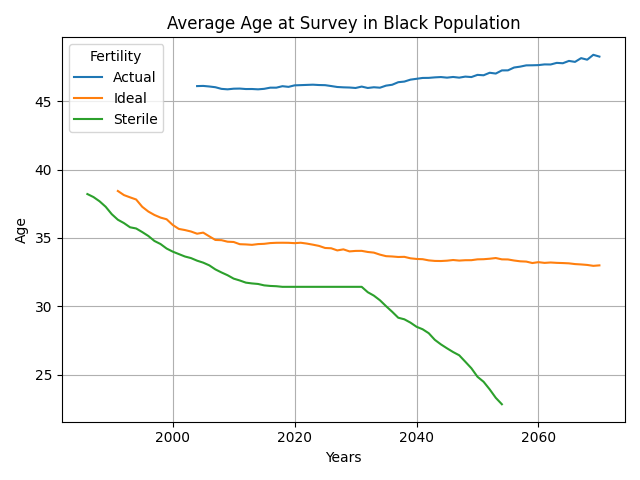 Average Age at Survey in Black Population
Fertility
Actual
Ideal
Sterile
45
40
35
30
25
Age
2000
2020
2040
2060
Years